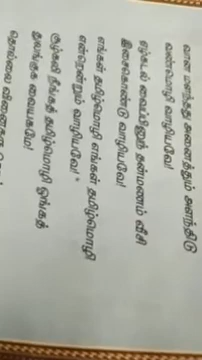 வான மளந்தது அனைத்தும் அளந்திடு
வண்மொழி வாழியவே!
ஏழ்கடல் வைப்பினுந் தன்மணம் வீசி
இசைகொண்டு வாழியவே!
எங்கள் தமிழ்மொழி எங்கள் தமிழ்மொழி
என்றென்றும் வாழியவே!
சூழ்கலி நீங்கத் தமிழ்மொழி ஓங்கத்
துலங்குக வையகமே!
தொல்லை வினைதரு